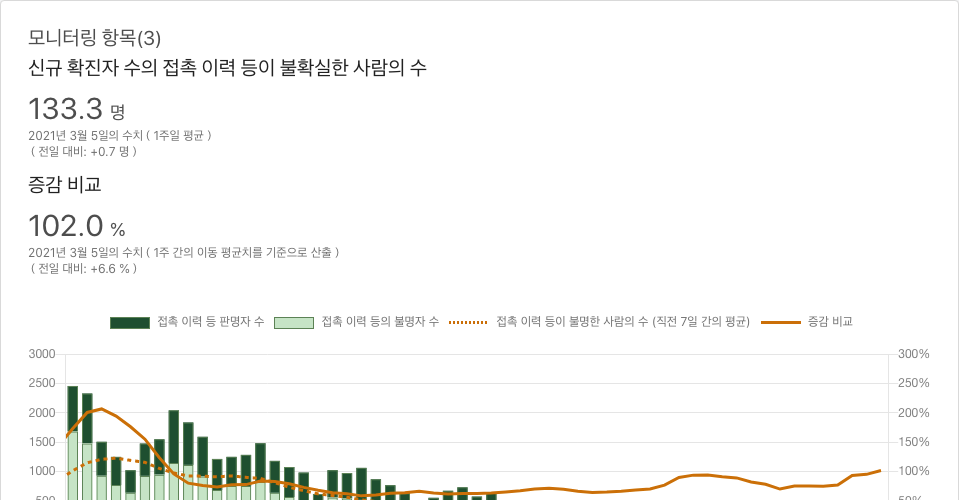 모니터링 항목(3)
신규 확진자 수의 접촉 이력 등이 불확실한 사람의 수
133.3 명
2021년 3월 5일의 수치 ( 1주일 평균 )
( 전일 대비: +0.7 명 )
증감 비교
102.0 %
2021년 3월 5일의 수치 ( 1주 간의 이동 평균치를 기준으로 산출 )
( 전일 대비: +6.6 % )
접촉 이력 등 판명자 수 접촉 이력 등의 불명자 수 접촉 이력 등이 불명한 사람의 수 (직전 7일 간의 평균) 증감 비교
3000 300%
2500 250%
2000 200%
1500 150%
1000 100%
500 50%